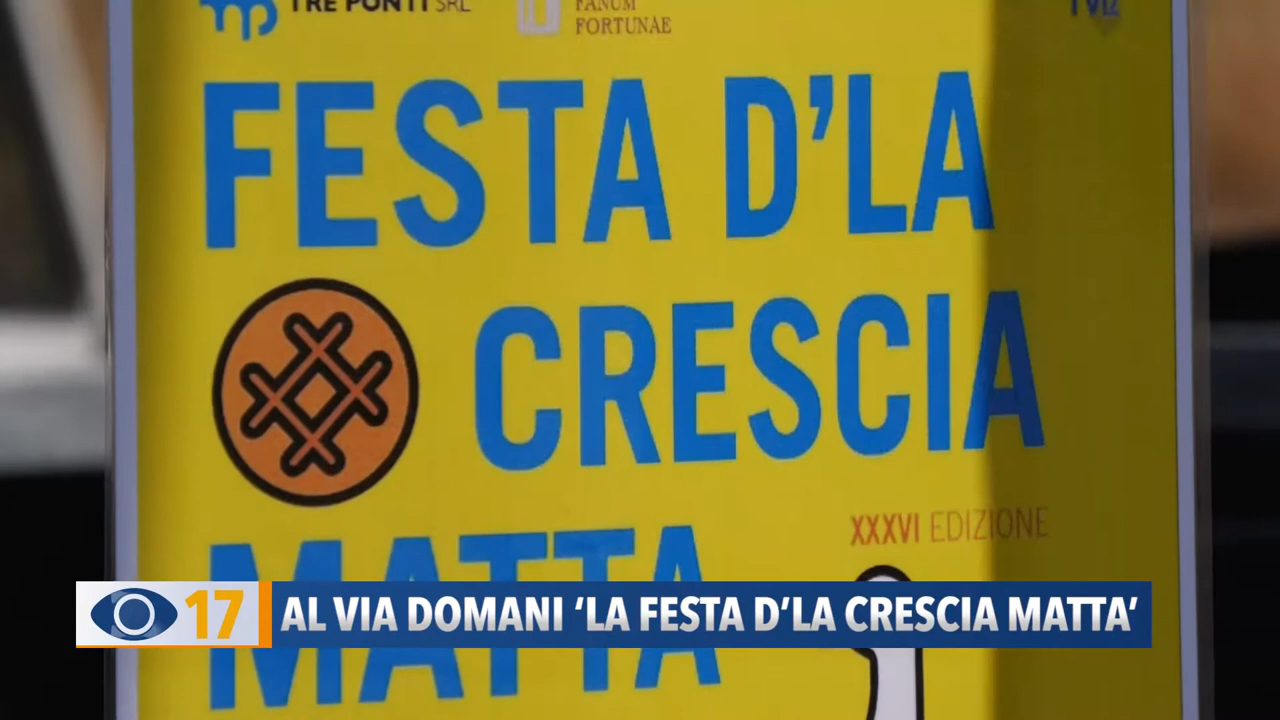 TRE PONTI SRL
FANUM
FORTUNAE
FESTA D'LA
CRESCIA
XXXVI EDIZIONE
MATTA
17
AL VIA DOMANI ‘LA FESTA D’LA CRESCIA MATTA’